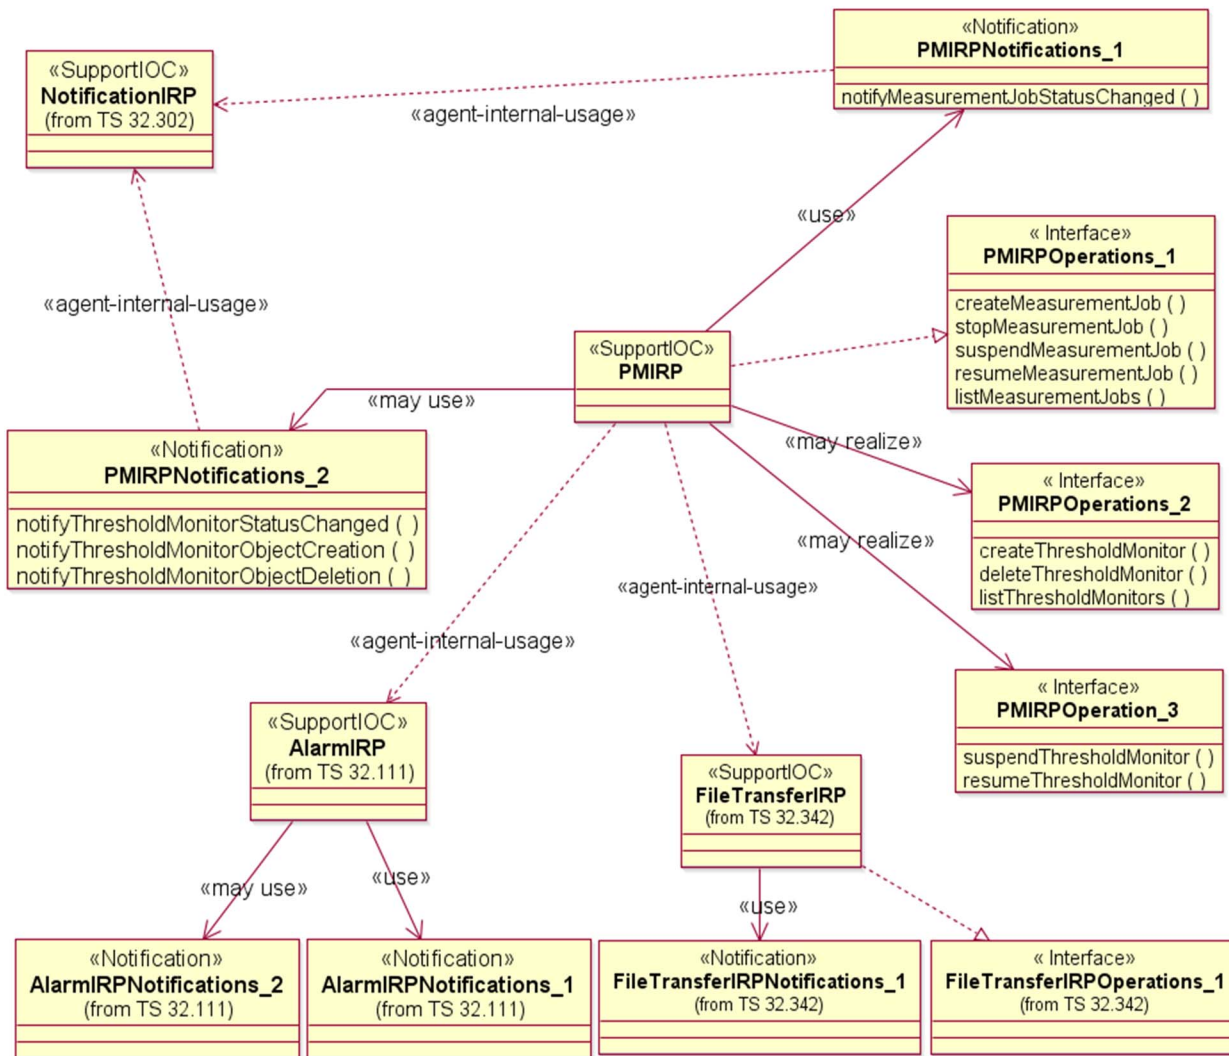 «Notification»
PMIRPNotifications_1
notifyMeasurementJobStatusChanged ( )
«SupportIOC»
NotificationIRP
(from TS 32.302)
«agent-internal-usage»
«use»
« Interface»
PMIRPOperations_1
createMeasurementJob ( )
stopMeasurementJob ( )
suspendMeasurementJob ( )
resumeMeasurementJob ( )
listMeasurementJobs ( )
«agent-internal-usage»
«SupportIOC»
PMIRP
«may use»
«Notification»
PMIRPNotifications_2
notifyThresholdMonitorStatusChanged ( )
notifyThresholdMonitorObjectCreation ( )
notifyThresholdMonitorObjectDeletion ( )
«may realize»
« Interface»
PMIRPOperations_2
createThresholdMonitor ( )
deleteThresholdMonitor ( )
listThresholdMonitors ( )
«may realize»
«agent-internal-usage»
«agent-internal-usage»
« Interface»
PMIRPOperation_3
suspendThresholdMonitor ( )
resumeThresholdMonitor ( )
«SupportIOC»
AlarmIRP
(from TS 32.111)
«SupportIOC»
FileTransferIRP
(from TS 32.342)
«may use»
«use»
«use»
«Notification»
AlarmIRPNotifications_2
(from TS 32.111)
«Notification»
AlarmIRPNotifications_1
(from TS 32.111)
«Notification»
FileTransferIRPNotifications_1
(from TS 32.342)
« Interface»
FileTransferIRPOperations_1
(from TS 32.342)